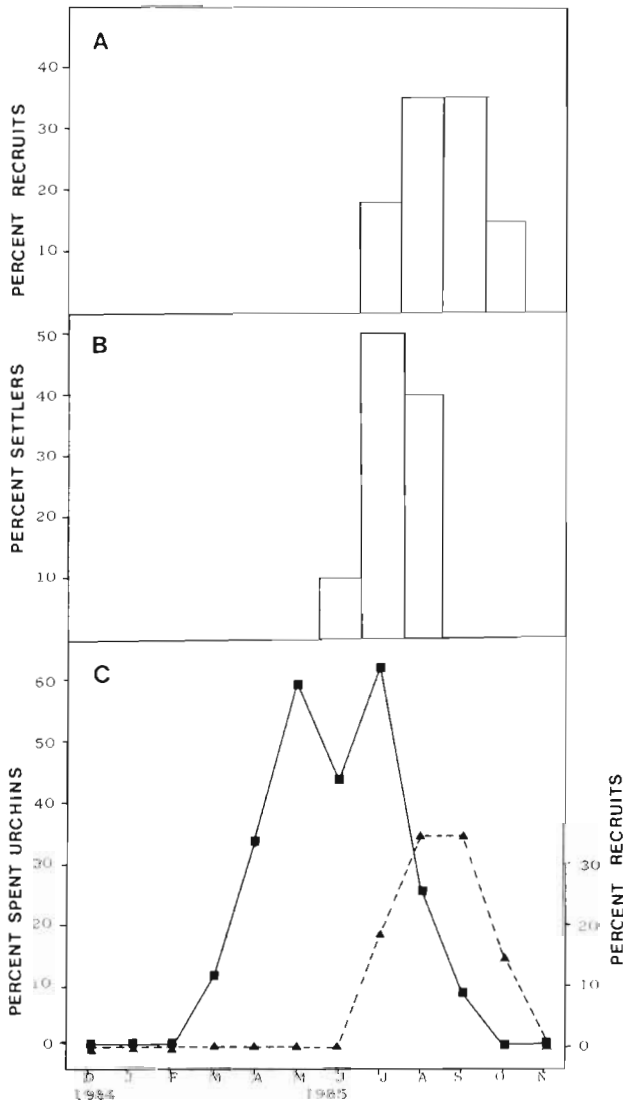 A
PERCENT RECRUITS
40
30
20
10
B
PERCENT SETTLERS
50
40
30
20
10
C
PERCENT SPENT URCHINS
60
50
40
30
20
10
0
PERCENT RECRUITS
30
20
10
0
D J F M A M J J A S O N
1984 1985